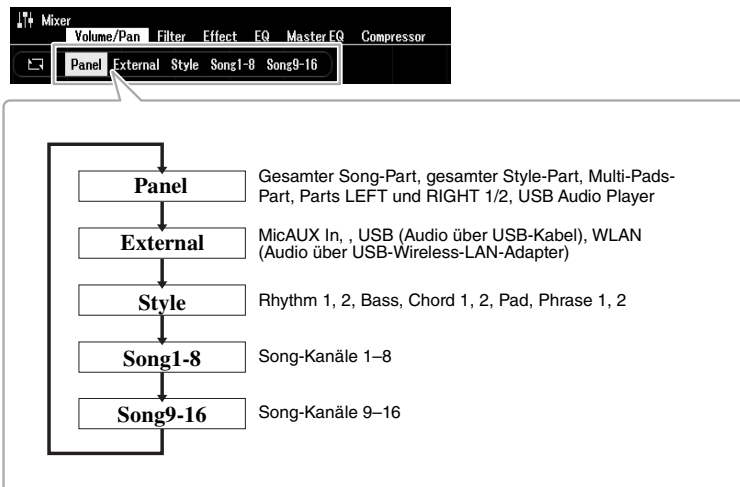 Mixer
Volume/Pan Filter Effect EQ Master EQ Compressor
Panel External Style Song1-8 Song9-16
Panel
Gesamter Song-Part, gesamter Style-Part, Multi-Pads-
Part, Parts LEFT und RIGHT 1/2, USB Audio Player
External
MicAUX In, , USB (Audio über USB-Kabel), WLAN
(Audio über USB-Wireless-LAN-Adapter)
Style
Rhythm 1, 2, Bass, Chord 1, 2, Pad, Phrase 1, 2
Song1-8
Song-Kanäle 1–8
Song9-16
Song-Kanäle 9–16